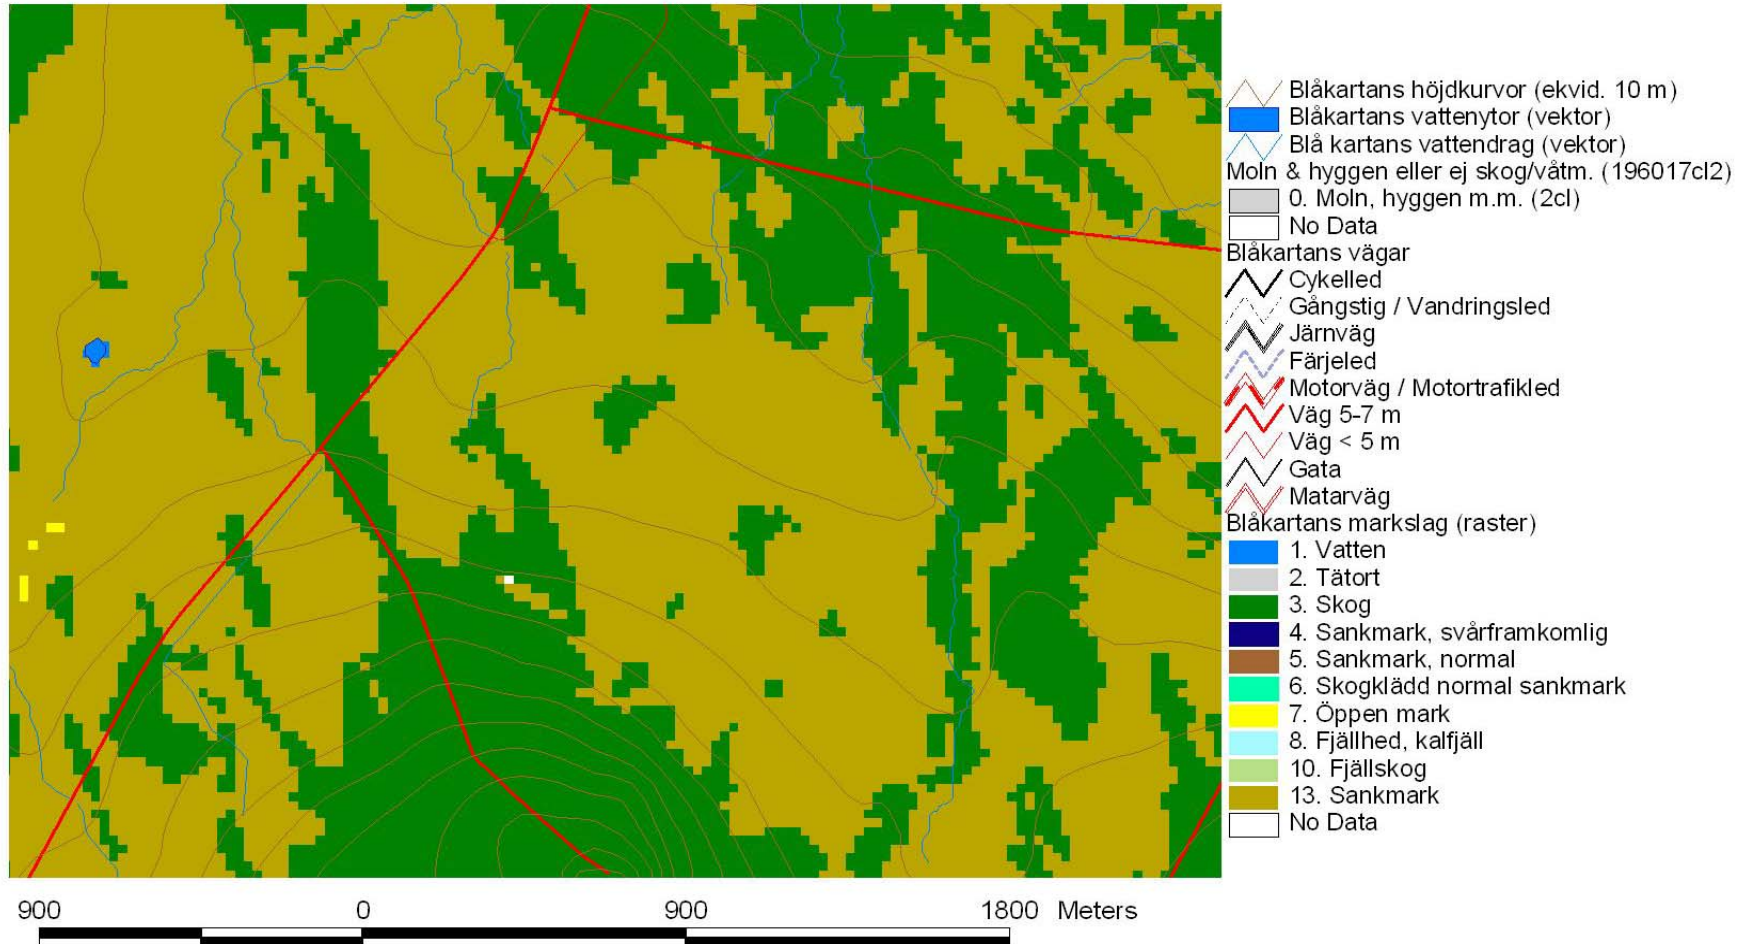 Blåkartans höjdkurvor (ekvid. 10 m)
Blåkartans vattenytor (vektor)
Blå kartans vattendrag (vektor)
Moln & hyggen eller ej skog/våtm. (196017cl2)
0. Moln, hyggen m.m. (2cl)
No Data
Blåkartans vägar
Cykelled
Gångstig / Vandringsled
Järnväg
Färjeled
Motorväg / Motortrafikled
Väg 5-7 m
Väg < 5 m
Gata
Matarväg
Blåkartans markslag (raster)
1. Vatten
2. Tätort
3. Skog
4. Sankmark, svårframkomlig
5. Sankmark, normal
6. Skogklädd normal sankmark
7. Öppen mark
8. Fjällhed, kalfjäll
10. Fjällskog
13. Sankmark
No Data
900 0 900 1800 Meters